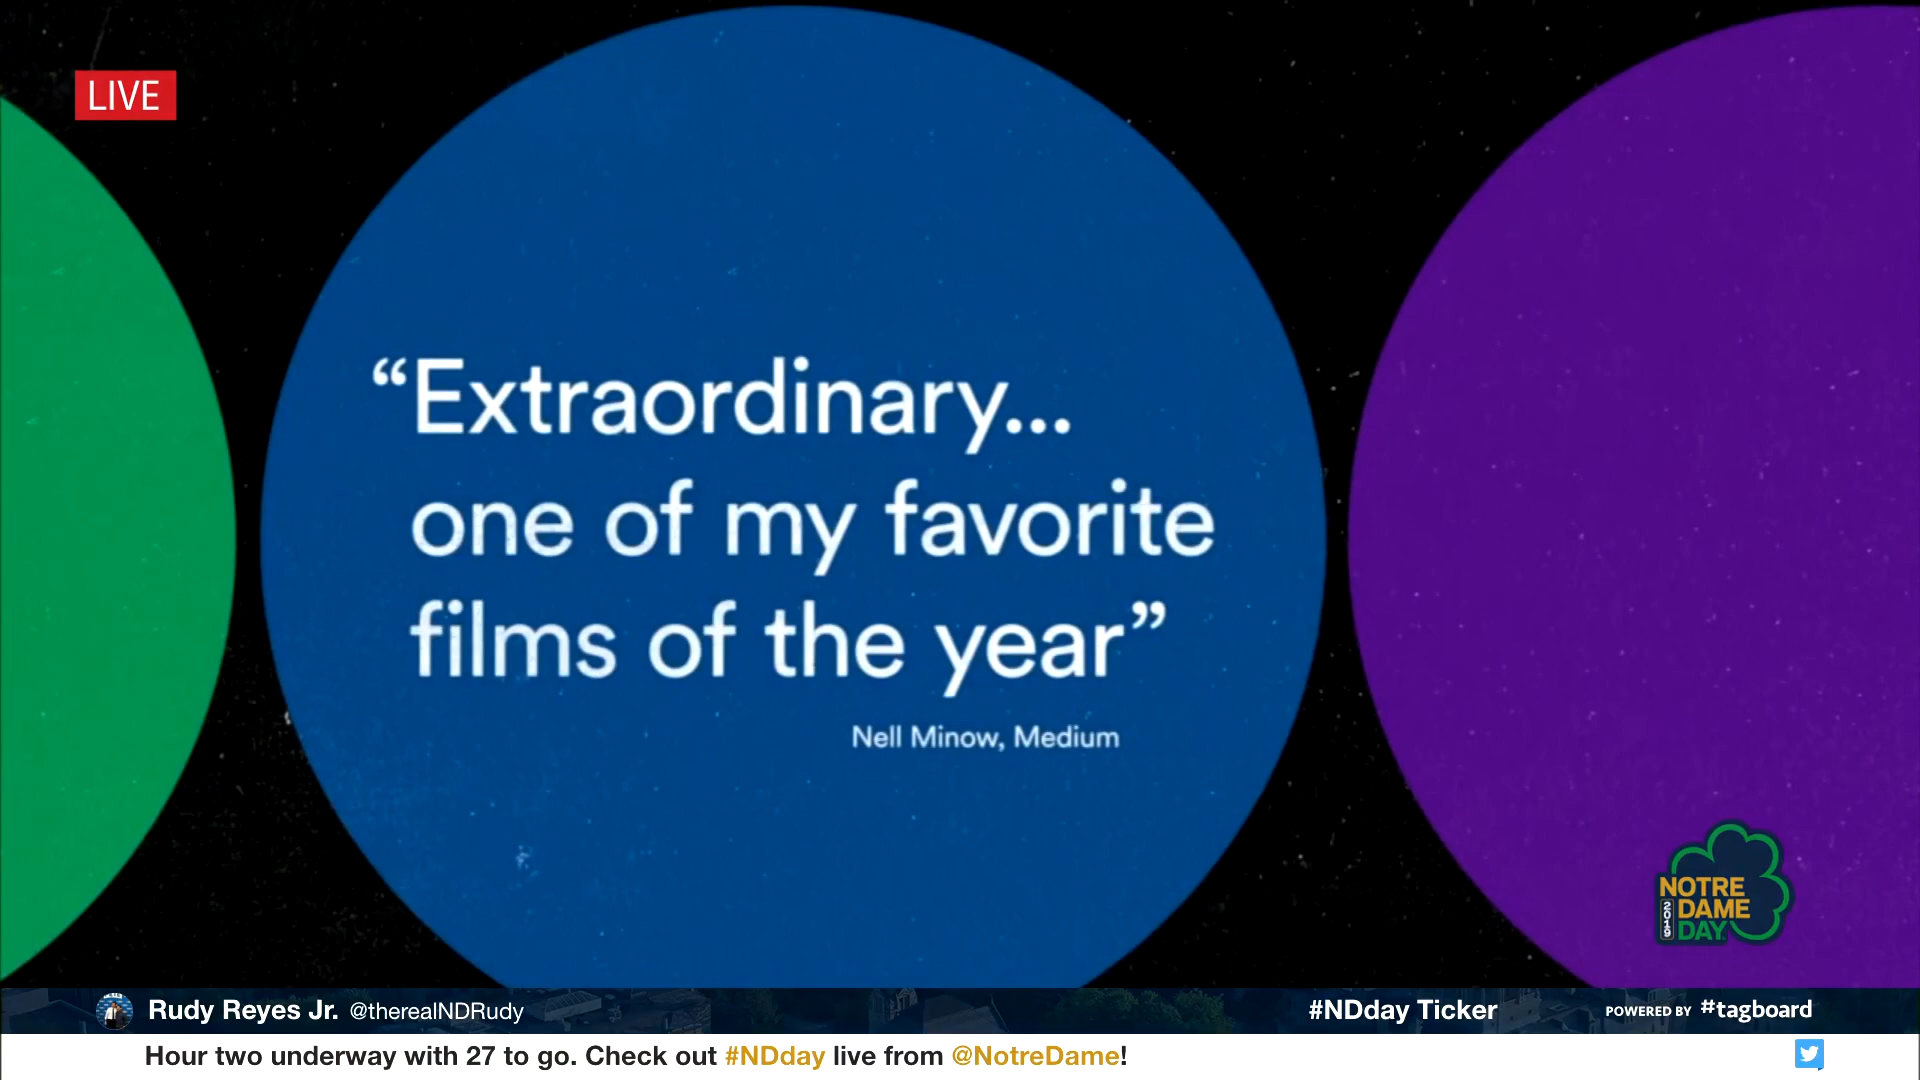 LIVE
“Extraordinary...
one of my favorite
films of the year”
Nell Minow, Medium
NOTRE
DAME
2019
DAY
Rudy Reyes Jr. @therealNDRudy
#NDday Ticker
POWERED BY #tagboard
Hour two underway with 27 to go. Check out #NDday live from @NotreDame!